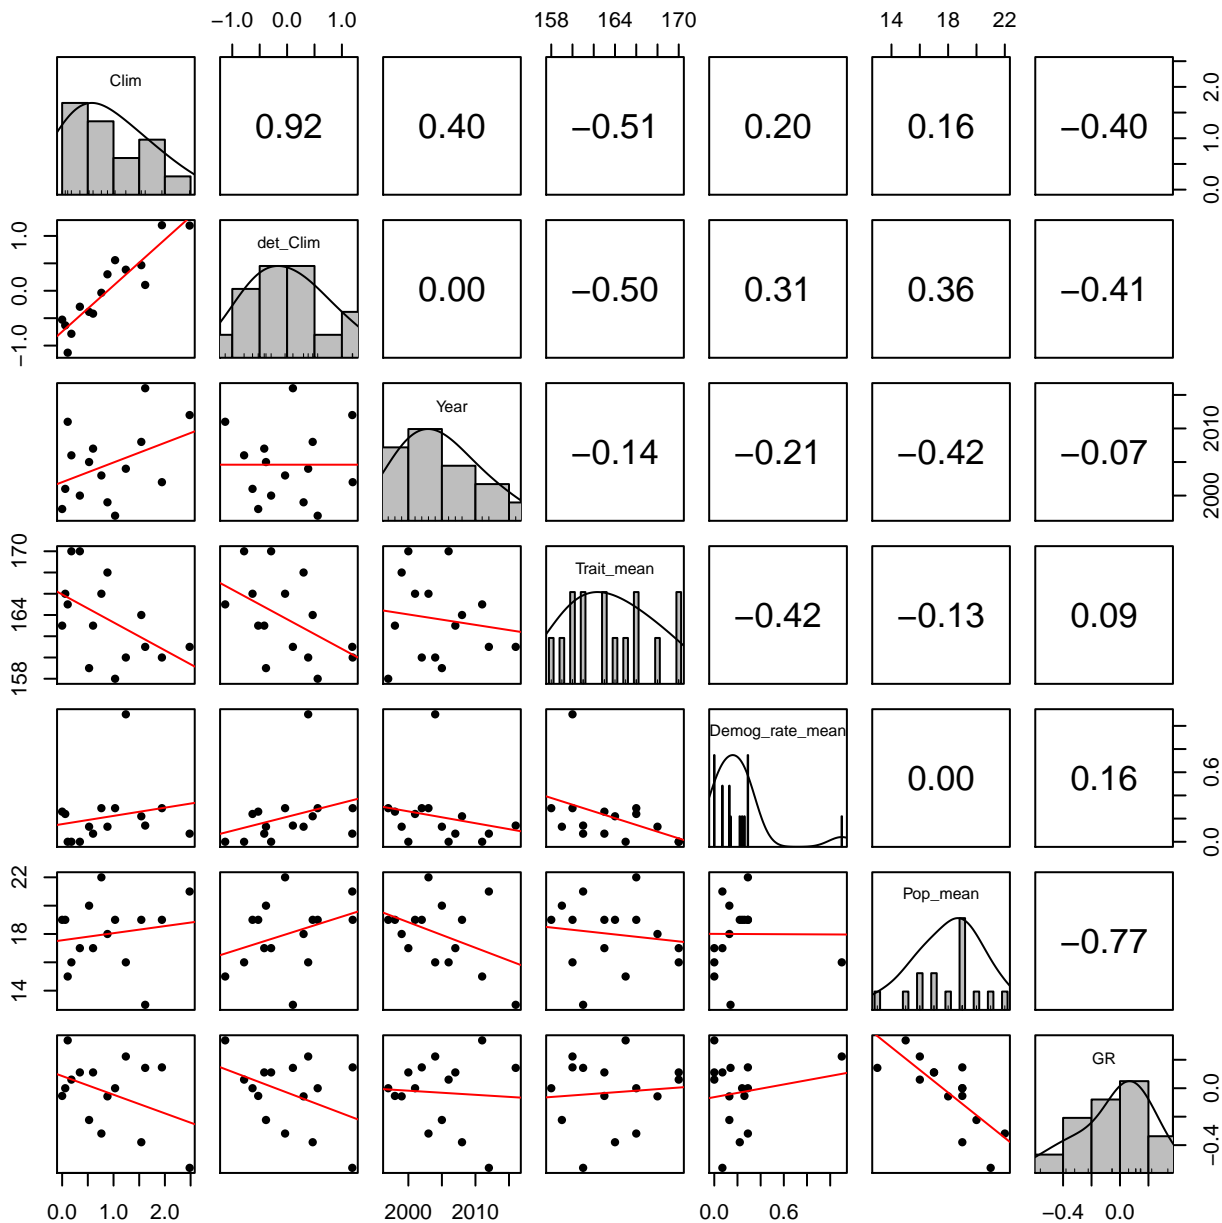 −1.0 0.0 1.0 158 164 170 14 18 22
Clim 0.92 0.40 −0.51 0.20 0.16 −0.40 0.0 1.0 2.0
−1.0 0.0 1.0 det_Clim 0.00 −0.50 0.31 0.36 −0.41
Year −0.14 −0.21 −0.42 −0.07 2000 2010
158 164 170 Trait_mean −0.42 −0.13 0.09
Demog_rate_mean 0.00 0.16 0.0 0.6
14 18 22 Pop_mean −0.77
GR −0.4 0.0
0.0 1.0 2.0 2000 2010 0.0 0.6 −0.4 0.0